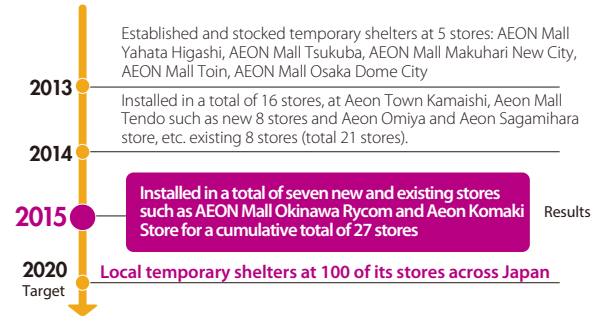 Established and stocked temporary shelters at 5 stores: AEON Mall
Yahata Higashi, AEON Mall Tsukuba, AEON Mall Makuhari New City,
AEON Mall Toin, AEON Mall Osaka Dome City
2013
Installed in a total of 16 stores, at Aeon Town Kamaishi, Aeon Mall
Tendo such as new 8 stores and Aeon Omiya and Aeon Sagamihara
store, etc. existing 8 stores (total 21 stores).
2014
Installed in a total of seven new and existing stores
such as AEON Mall Okinawa Rycom and Aeon Komaki
Store for a cumulative total of 27 stores
2015
Results
2020
Target
Local temporary shelters at 100 of its stores across Japan